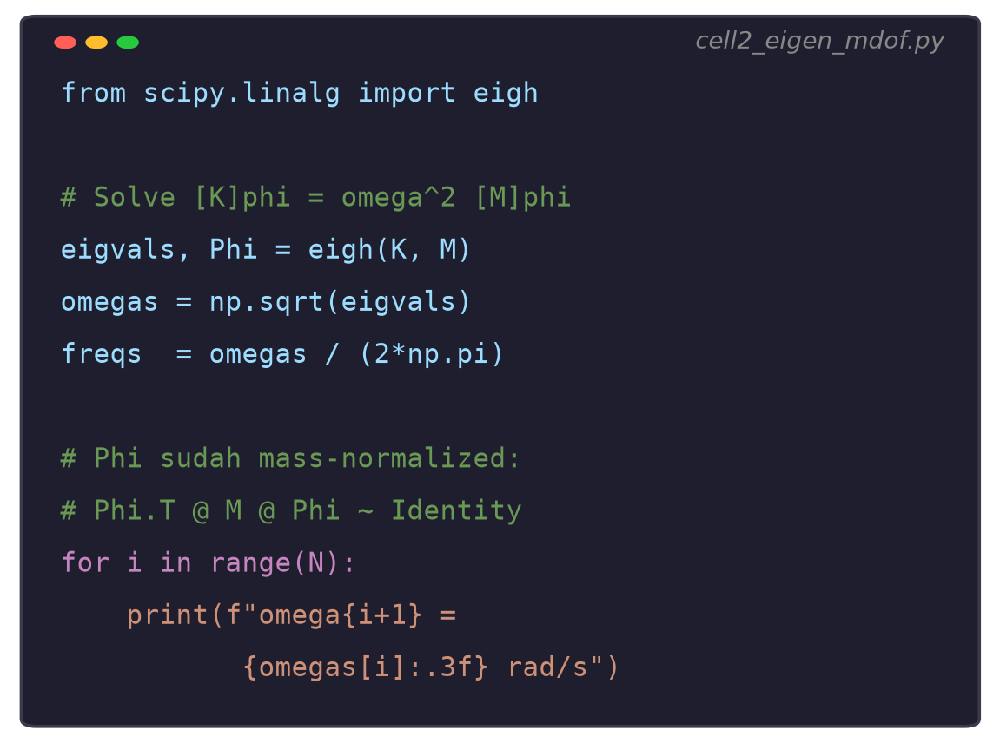 cell2_eigen_mdof.py
from scipy.linalg import eigh
# Solve [K]phi = omega^2 [M]phi
eigvals, Phi = eigh(K, M)
omegas = np.sqrt(eigvals)
freqs  = omegas / (2*np.pi)
# Phi sudah mass-normalized:
# Phi.T @ M @ Phi ~ Identity
for i in range(N):
    print(f"omega{i+1} =
           {omegas[i]:.3f} rad/s")